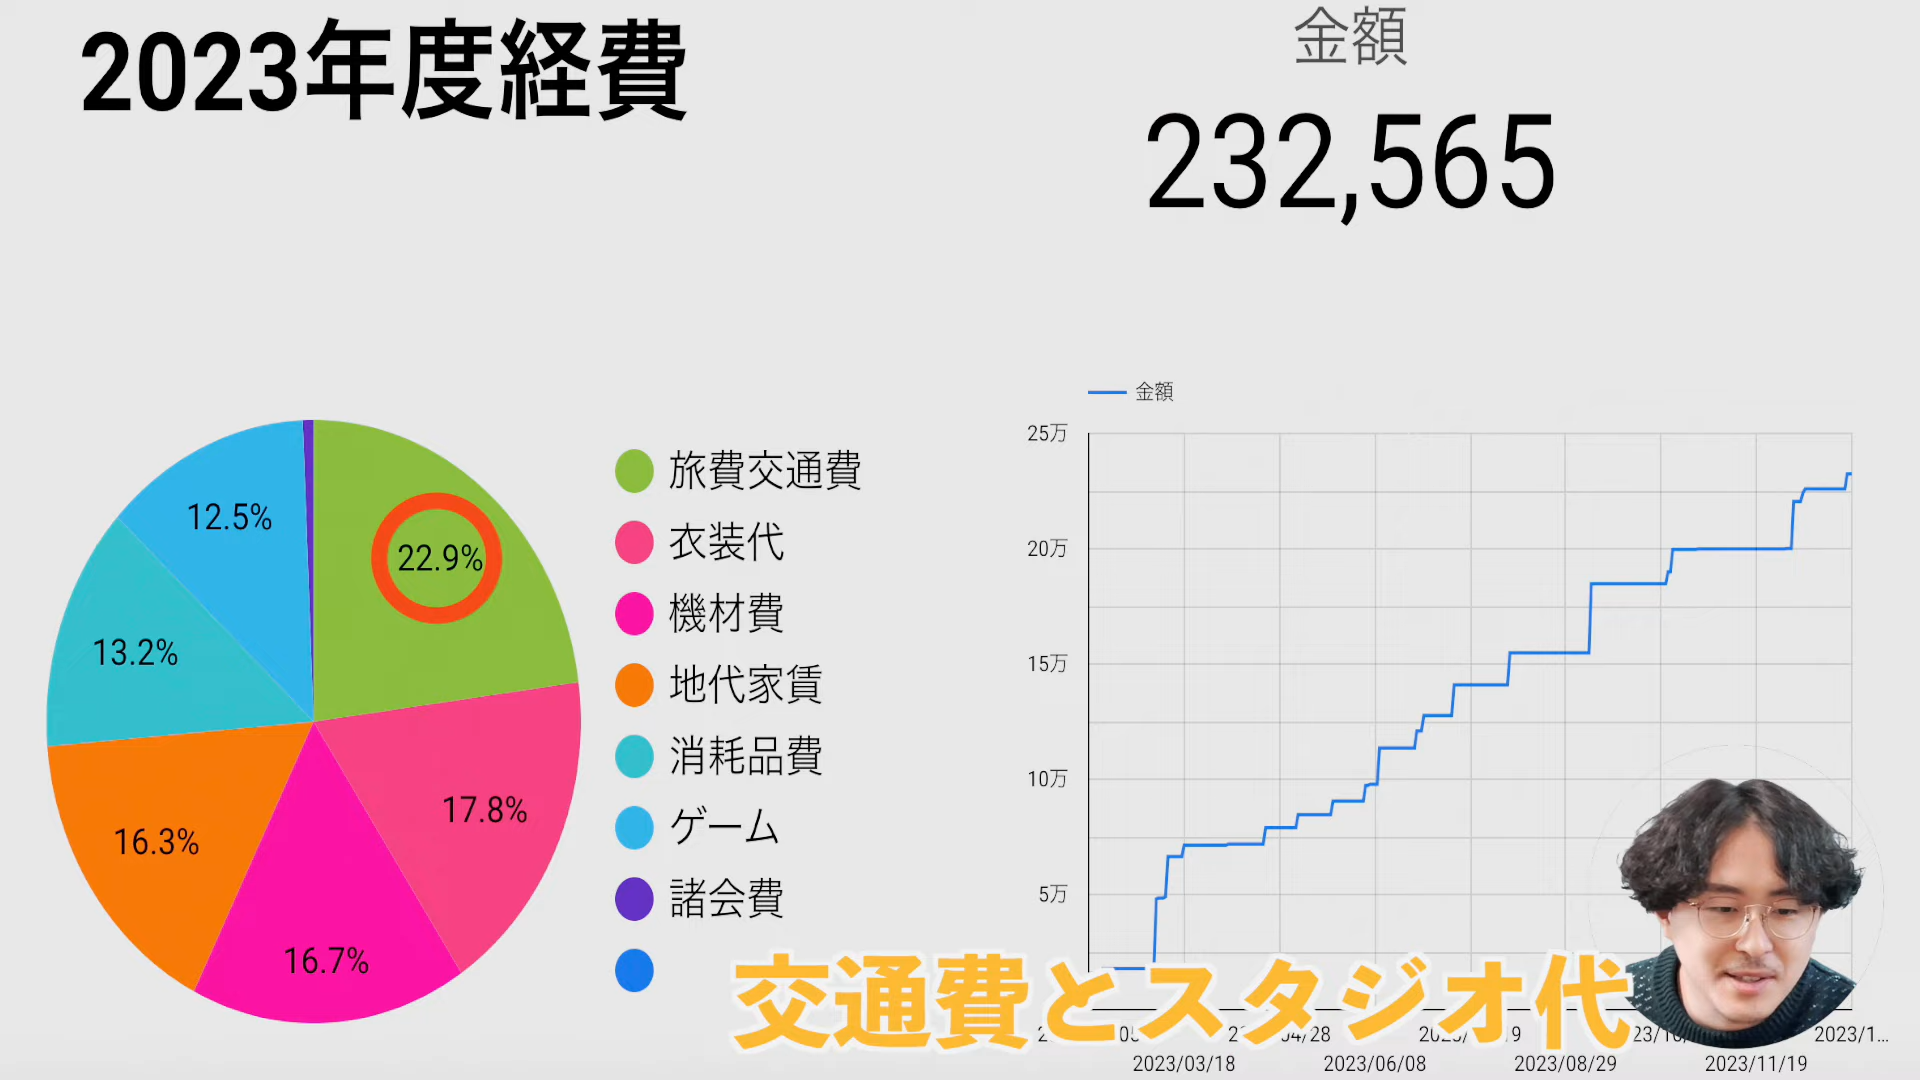 2023年度経費
金額
232,565
金額
25万
20万
15万
10万
5万
22.9%
17.8%
16.7%
16.3%
13.2%
12.5%
旅費交通費
衣装代
機材費
地代家賃
消耗品費
ゲーム
諸会費
交通費とスタジオ代
2023/1…
2023/03/18
2023/06/08
2023/08/29
2023/11/19